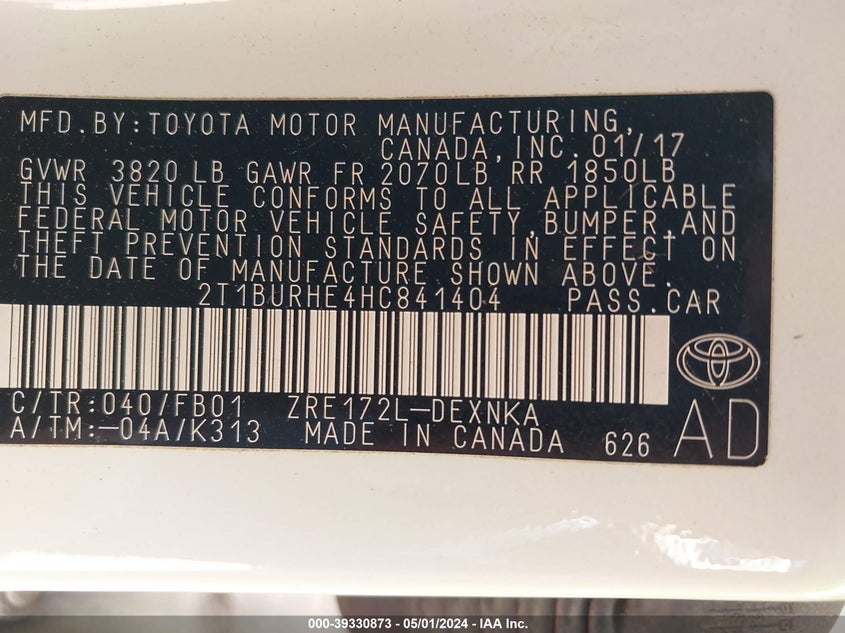 MFD.BY:TOYOTA MOTOR MANUFACTURING,
CANADA,INC.01/17
GVWR 3820 LB GAWR FR 2070LB RR 1850LB
THIS VEHICLE CONFORMS TO ALL APPLICABLE
FEDERAL MOTOR VEHICLE SAFETY,BUMPER,AND
THEFT PREVENTION STANDARDS IN EFFECT ON
THE DATE OF MANUFACTURE SHOWN ABOVE.
2T1BURHE4HC841404 PASS.CAR
C/TR:040/FB01 ZRE172L-DEXNKA
A/TM:-04A/K313 MADE IN CANADA 626 AD
000-39330873 - 05/01/2024 - IAA Inc.